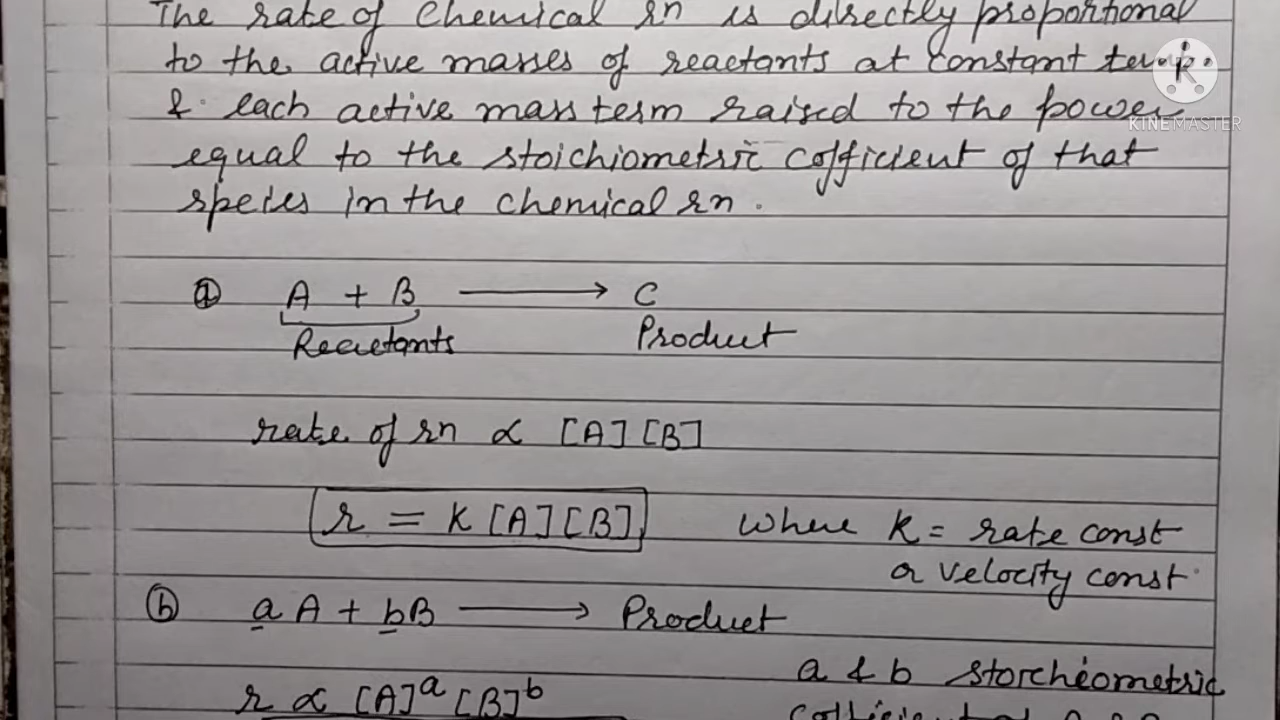 The rate of Chemical rn is directly proportional
to the active masses of reactants at constant temp.
& each active mass term raised to the power
KINEMASTER
equal to the stoichiometric cofficient of that
species in the chemical rn.
ⓐ A + B ⟶ C
Reactants Product
rate of rn ∝ [A][B]
r = K[A][B] where K = rate const
or velocity const.
ⓑ aA + bB ⟶ Product
a & b storcheometric
r ∝ [A]ᵃ[B]ᵇ